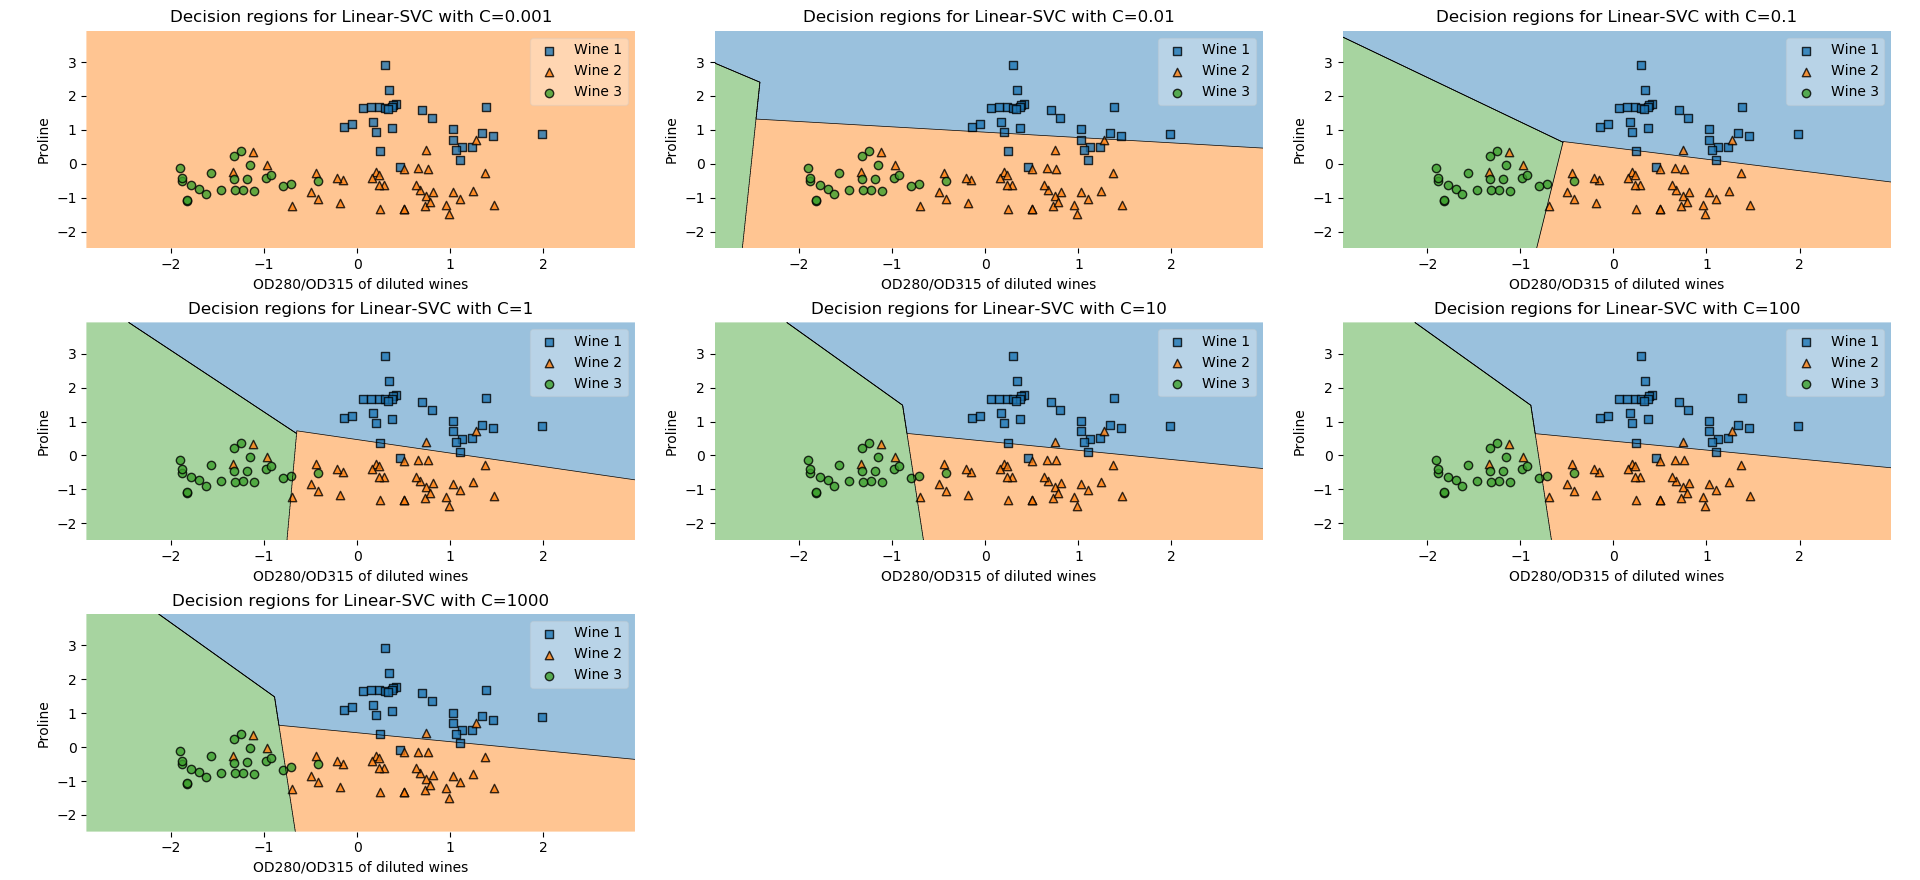 Decision regions for Linear-SVC with C=0.001
Wine 1
Wine 2
Wine 3
3
2
1
0
−1
−2
Proline
−2 −1 0 1 2
OD280/OD315 of diluted wines
Decision regions for Linear-SVC with C=0.01
Wine 1
Wine 2
Wine 3
3
2
1
0
−1
−2
Proline
−2 −1 0 1 2
OD280/OD315 of diluted wines
Decision regions for Linear-SVC with C=0.1
Wine 1
Wine 2
Wine 3
3
2
1
0
−1
−2
Proline
−2 −1 0 1 2
OD280/OD315 of diluted wines
Decision regions for Linear-SVC with C=1
Wine 1
Wine 2
Wine 3
3
2
1
0
−1
−2
Proline
−2 −1 0 1 2
OD280/OD315 of diluted wines
Decision regions for Linear-SVC with C=10
Wine 1
Wine 2
Wine 3
3
2
1
0
−1
−2
Proline
−2 −1 0 1 2
OD280/OD315 of diluted wines
Decision regions for Linear-SVC with C=100
Wine 1
Wine 2
Wine 3
3
2
1
0
−1
−2
Proline
−2 −1 0 1 2
OD280/OD315 of diluted wines
Decision regions for Linear-SVC with C=1000
Wine 1
Wine 2
Wine 3
3
2
1
0
−1
−2
Proline
−2 −1 0 1 2
OD280/OD315 of diluted wines